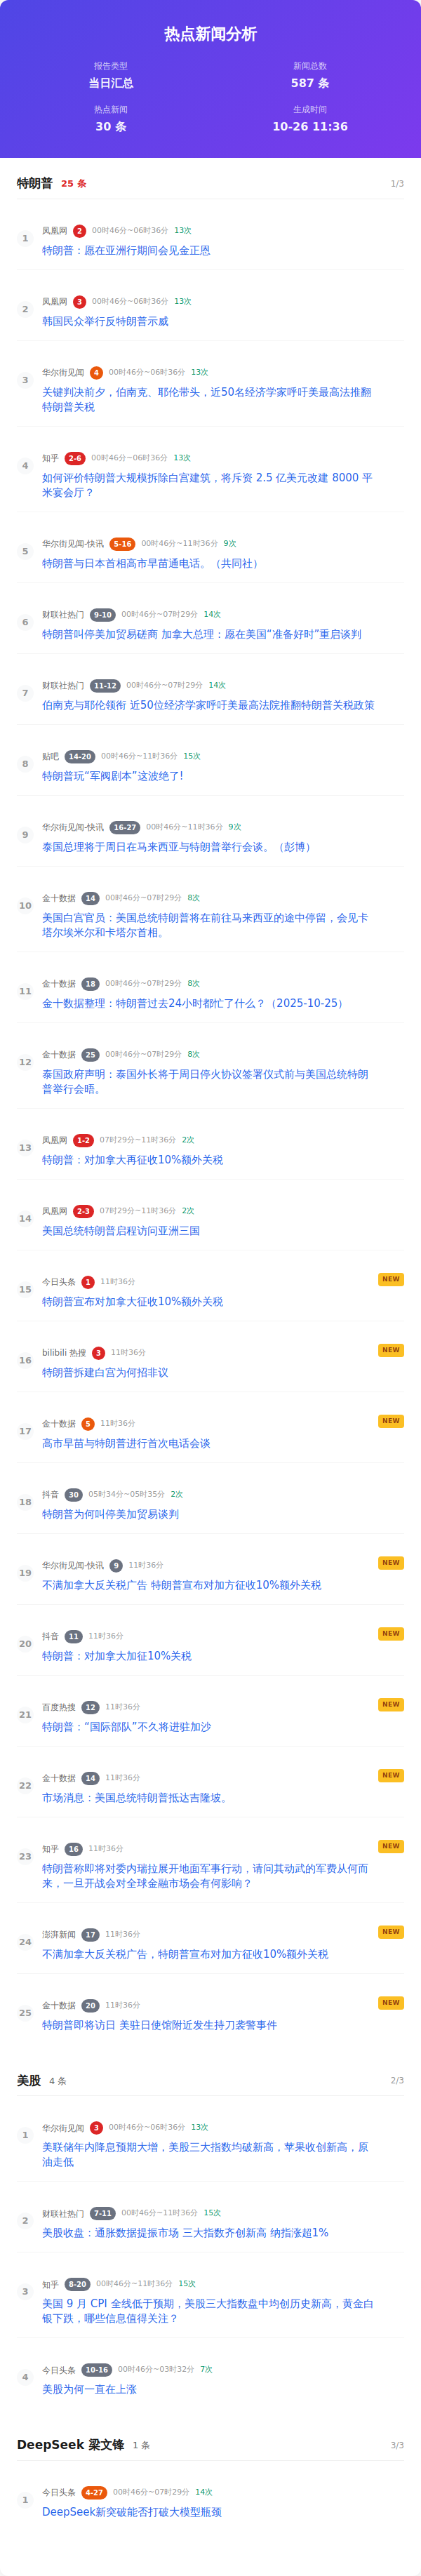 热点新闻分析
报告类型 新闻总数
当日汇总 587 条
热点新闻 生成时间
30 条 10-26 11:36
特朗普 25 条 1/3
1 凤凰网 2 00时46分~06时36分 13次
特朗普：愿在亚洲行期间会见金正恩
2 凤凰网 3 00时46分~06时36分 13次
韩国民众举行反特朗普示威
3 华尔街见闻 4 00时46分~06时36分 13次
关键判决前夕，伯南克、耶伦带头，近50名经济学家呼吁美最高法推翻
特朗普关税
4 知乎 2-6 00时46分~06时36分 13次
如何评价特朗普大规模拆除白宫建筑，将斥资 2.5 亿美元改建 8000 平
米宴会厅？
5 华尔街见闻-快讯 5-16 00时46分~11时36分 9次
特朗普与日本首相高市早苗通电话。（共同社）
6 财联社热门 9-10 00时46分~07时29分 14次
特朗普叫停美加贸易磋商 加拿大总理：愿在美国“准备好时”重启谈判
7 财联社热门 11-12 00时46分~07时29分 14次
伯南克与耶伦领衔 近50位经济学家呼吁美最高法院推翻特朗普关税政策
8 贴吧 14-20 00时46分~11时36分 15次
特朗普玩“军阀剧本”这波绝了!
9 华尔街见闻-快讯 16-27 00时46分~11时36分 9次
泰国总理将于周日在马来西亚与特朗普举行会谈。（彭博）
10 金十数据 14 00时46分~07时29分 8次
美国白宫官员：美国总统特朗普将在前往马来西亚的途中停留，会见卡
塔尔埃米尔和卡塔尔首相。
11 金十数据 18 00时46分~07时29分 8次
金十数据整理：特朗普过去24小时都忙了什么？（2025-10-25）
12 金十数据 25 00时46分~07时29分 8次
泰国政府声明：泰国外长将于周日停火协议签署仪式前与美国总统特朗
普举行会晤。
13 凤凰网 1-2 07时29分~11时36分 2次
特朗普：对加拿大再征收10%额外关税
14 凤凰网 2-3 07时29分~11时36分 2次
美国总统特朗普启程访问亚洲三国
15 今日头条 1 11时36分 NEW
特朗普宣布对加拿大征收10%额外关税
16 bilibili 热搜 3 11时36分 NEW
特朗普拆建白宫为何招非议
17 金十数据 5 11时36分 NEW
高市早苗与特朗普进行首次电话会谈
18 抖音 30 05时34分~05时35分 2次
特朗普为何叫停美加贸易谈判
19 华尔街见闻-快讯 9 11时36分 NEW
不满加拿大反关税广告 特朗普宣布对加方征收10%额外关税
20 抖音 11 11时36分 NEW
特朗普：对加拿大加征10%关税
21 百度热搜 12 11时36分 NEW
特朗普：“国际部队”不久将进驻加沙
22 金十数据 14 11时36分 NEW
市场消息：美国总统特朗普抵达吉隆坡。
23 知乎 16 11时36分 NEW
特朗普称即将对委内瑞拉展开地面军事行动，请问其动武的军费从何而
来，一旦开战会对全球金融市场会有何影响？
24 澎湃新闻 17 11时36分 NEW
不满加拿大反关税广告，特朗普宣布对加方征收10%额外关税
25 金十数据 20 11时36分 NEW
特朗普即将访日 美驻日使馆附近发生持刀袭警事件
美股 4 条 2/3
1 华尔街见闻 3 00时46分~06时36分 13次
美联储年内降息预期大增，美股三大指数均破新高，苹果收创新高，原
油走低
2 财联社热门 7-11 00时46分~11时36分 15次
美股收盘：通胀数据提振市场 三大指数齐创新高 纳指涨超1%
3 知乎 8-20 00时46分~11时36分 15次
美国 9 月 CPI 全线低于预期，美股三大指数盘中均创历史新高，黄金白
银下跌，哪些信息值得关注？
4 今日头条 10-16 00时46分~03时32分 7次
美股为何一直在上涨
DeepSeek 梁文锋 1 条 3/3
1 今日头条 4-27 00时46分~07时29分 14次
DeepSeek新突破能否打破大模型瓶颈